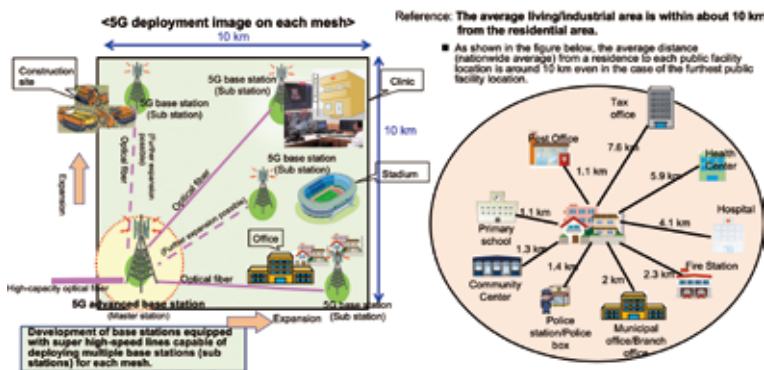 <5G deployment image on each mesh>
10 km
Construction
site
5G base station
(Sub station)
Clinic
5G base station
(Sub station)
(Further expansion
possible)
Optical fiber
Optical fiber
10 km
5G base station
(Sub station)
Stadium
Expansion
(Further expansion possible)
Office
High-capacity optical fiber
Optical fiber
5G advanced base station
(Master station)
5G base station
(Sub station)
Expansion
Development of base stations equipped
with super high-speed lines capable of
deploying multiple base stations (sub
stations) for each mesh.
Reference: The average living/industrial area is within about 10 km
from the residential area.
■ As shown in the figure below, the average distance
(nationwide average) from a residence to each public facility
location is around 10 km even in the case of the furthest public
facility location.
Tax
office
Post Office
7.6 km
Health
Center
1.1 km
5.9 km
Hospital
1.1 km
4.1 km
Primary
school
1.3 km
Fire Station
2.3 km
Community
Center
1.4 km
2 km
Police
station/Police
box
Municipal
office/Branch
office